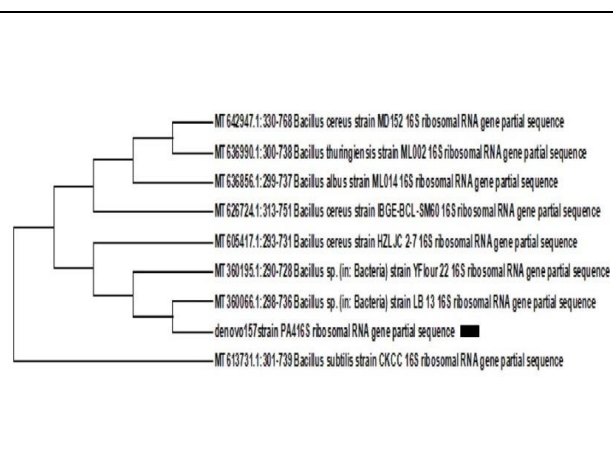 MT642947.1:330-768 Bacillus cereus strain MD152 16S ribosomal RNA gene partial sequence
MT636990.1:300-738 Bacillus thuringiensis strain ML002 16S ribosomal RNA gene partial sequence
MT636856.1:299-737 Bacillus albus strain ML014 16S ribosomal RNA gene partial sequence
MT626724.1:313-751 Bacillus cereus strain IBGE-BCL-SM60 16S ribosomal RNA gene partial sequence
MT605417.1:293-731 Bacillus cereus strain HZLJC 2-7 16S ribosomal RNA gene partial sequence
MT360195.1:290-728 Bacillus sp. (in: Bacteria) strain YFlour 22 16S ribosomal RNA gene partial sequence
MT360066.1:298-736 Bacillus sp. (in: Bacteria) strain LB 13 16S ribosomal RNA gene partial sequence
denovo157strain PA416S ribosomal RNA gene partial sequence
MT613731.1:301-739 Bacillus subtilis strain CKCC 16S ribosomal RNA gene partial sequence